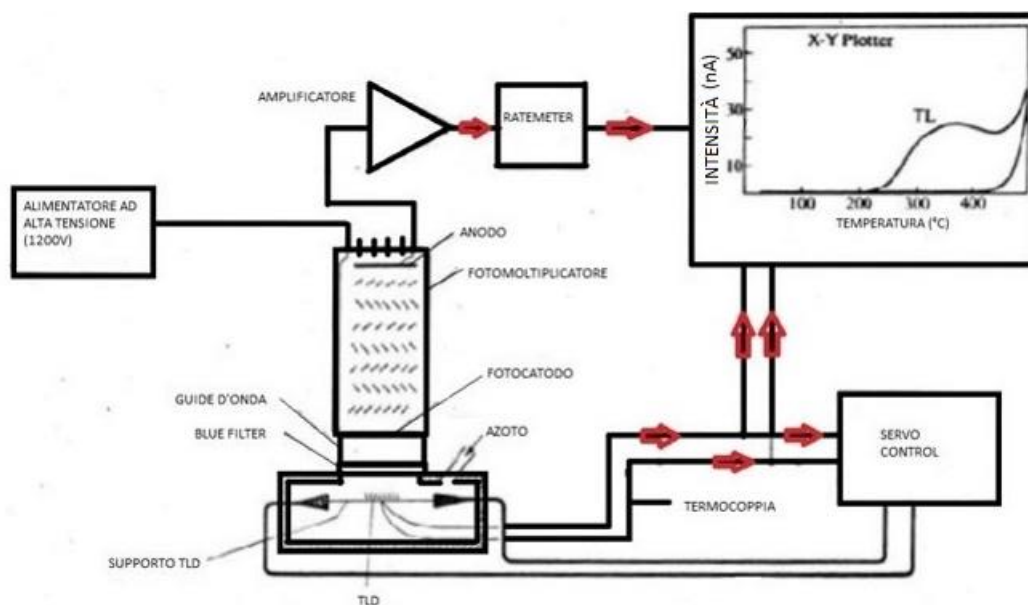 X-Y Plotter
INTENSITÀ (nA)
50
30
10
TL
100
200
300
400
TEMPERATURA (°C)
AMPLIFICATORE
RATEMETER
ALIMENTATORE AD
ALTA TENSIONE
(1200V)
ANODO
FOTOMOLTIPLICATORE
FOTOCATODO
GUIDE D'ONDA
BLUE FILTER
AZOTO
SERVO
CONTROL
TERMOCOPPIA
SUPPORTO TLD
TLD